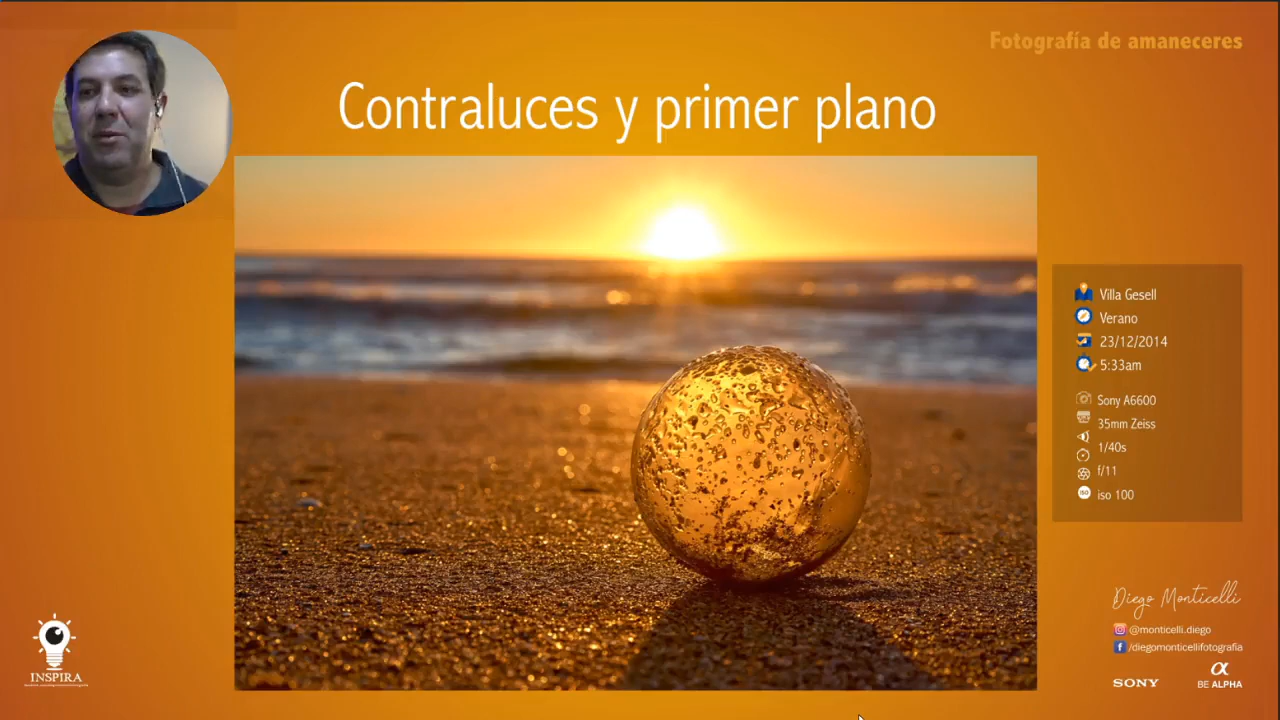 Fotografía de amaneceres
Contraluces y primer plano
Villa Gesell
Verano
23/12/2014
5:33am
Sony A6600
35mm Zeiss
1/40s
f/11
ISO
iso 100
Diego Monticelli
@monticelli.diego
/diegomonticellifotografia
INSPIRA
SONY
α
BE ALPHA